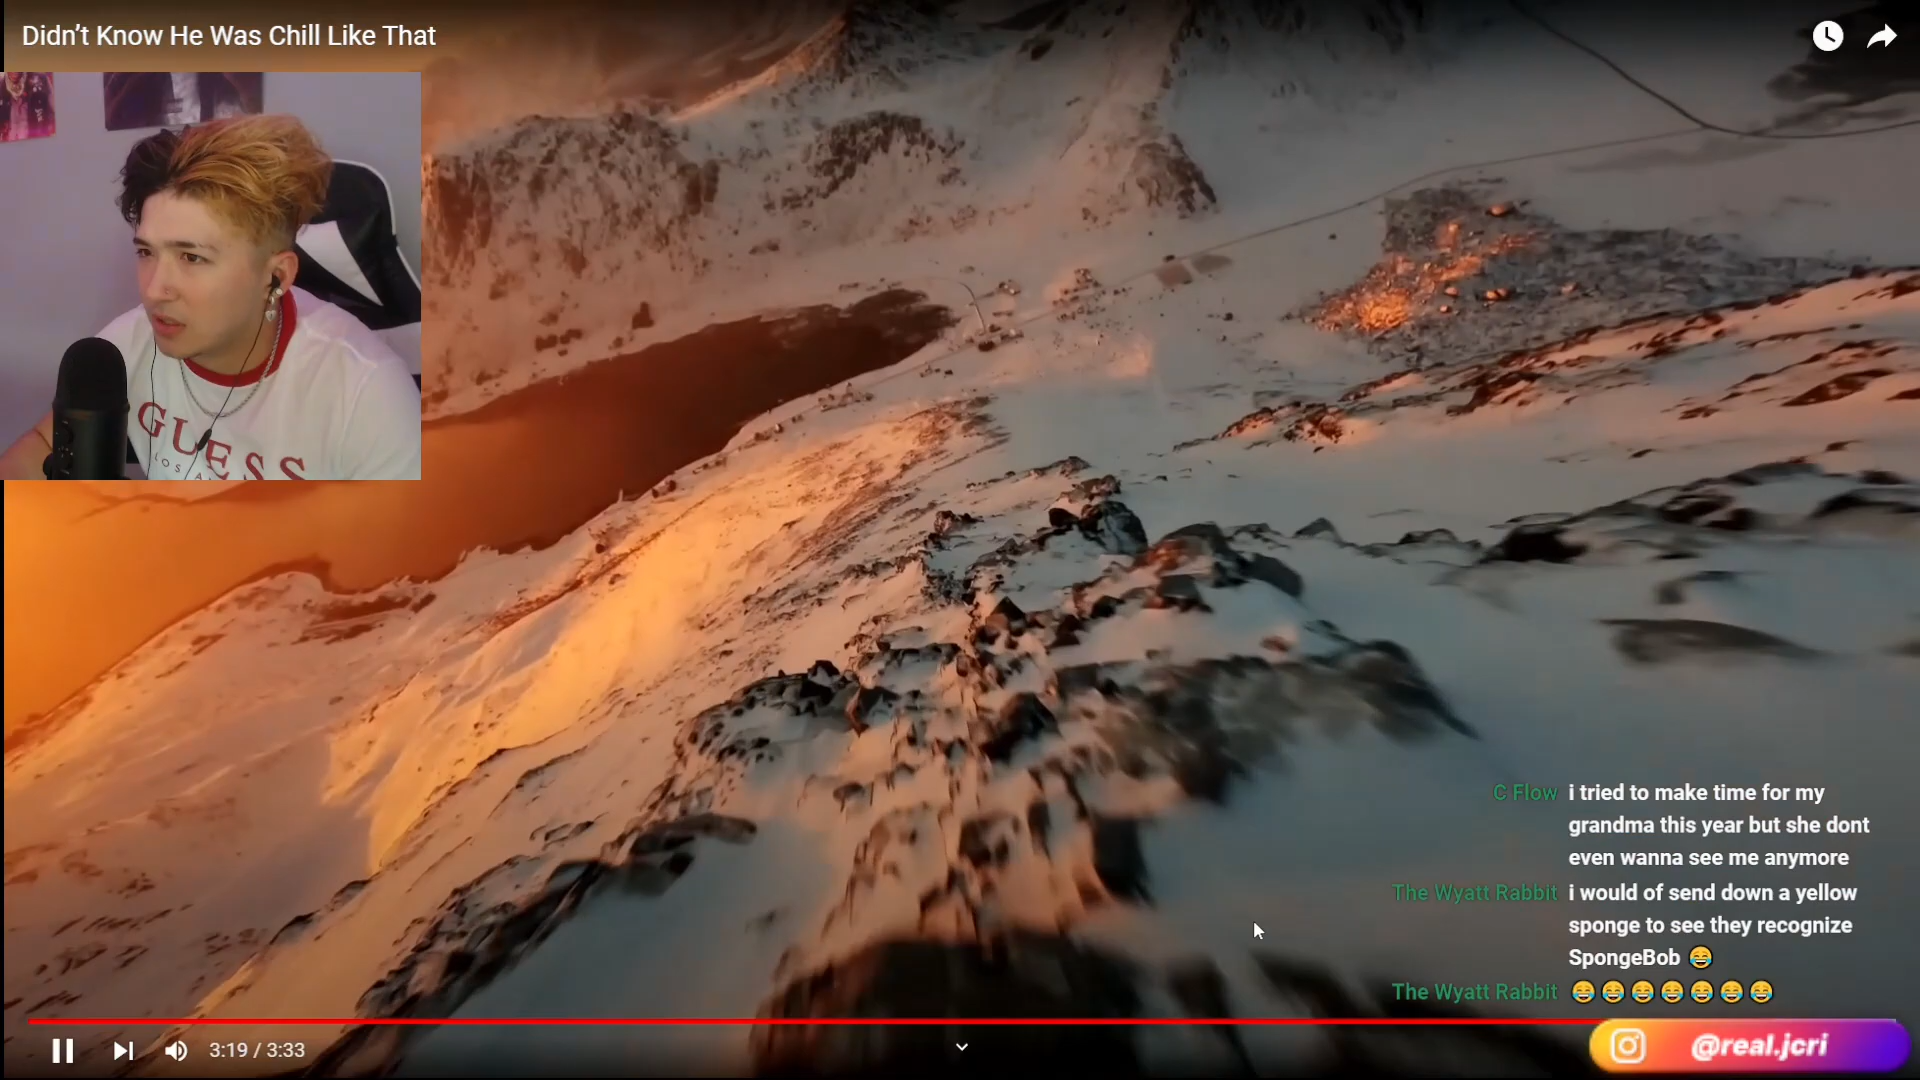 Didn’t Know He Was Chill Like That
GUESS
LOS
C Flow i tried to make time for my
grandma this year but she dont
even wanna see me anymore
The Wyatt Rabbit i would of send down a yellow
sponge to see they recognize
SpongeBob 😂
The Wyatt Rabbit 😂😂😂😂😂😂😂
3:19 / 3:33
@real.jcri